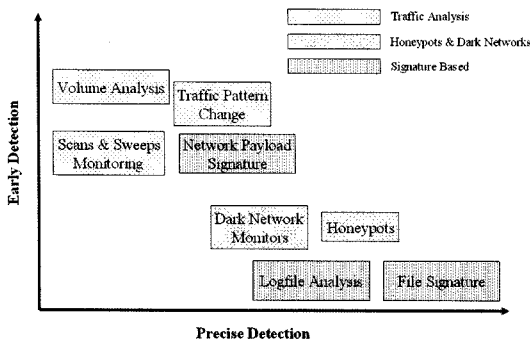 Traffic Analysis
Honeypots & Dark Networks
Signature Based
Volume Analysis
Traffic Pattern
Change
Scans & Sweeps
Monitoring
Network Payload
Signature
Dark Network
Monitors
Honeypots
Logfile Analysis
File Signature
Early Detection
Precise Detection